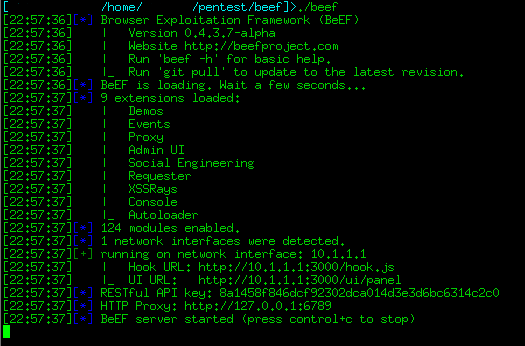 [ /home/ /pentest/beef]>./beef
[22:57:36][*] Browser Exploitation Framework (BeEF)
[22:57:36] | Version 0.4.3.7-alpha
[22:57:36] | Website http://beefproject.com
[22:57:36] | Run 'beef -h' for basic help.
[22:57:36] |_ Run 'git pull' to update to the latest revision.
[22:57:36][*] BeEF is loading. Wait a few seconds...
[22:57:37][*] 9 extensions loaded:
[22:57:37] | Demos
[22:57:37] | Events
[22:57:37] | Proxy
[22:57:37] | Admin UI
[22:57:37] | Social Engineering
[22:57:37] | Requester
[22:57:37] | XSSRays
[22:57:37] | Console
[22:57:37] |_ Autoloader
[22:57:37][*] 124 modules enabled.
[22:57:37][*] 1 network interfaces were detected.
[22:57:37][+] running on network interface: 10.1.1.1
[22:57:37] | Hook URL: http://10.1.1.1:3000/hook.js
[22:57:37] |_ UI URL: http://10.1.1.1:3000/ui/panel
[22:57:37][*] RESTful API key: 8a1458f846dcf92302dca014d3e3d6bc6314c2c0
[22:57:37][*] HTTP Proxy: http://127.0.0.1:6789
[22:57:37][*] BeEF server started (press control+c to stop)